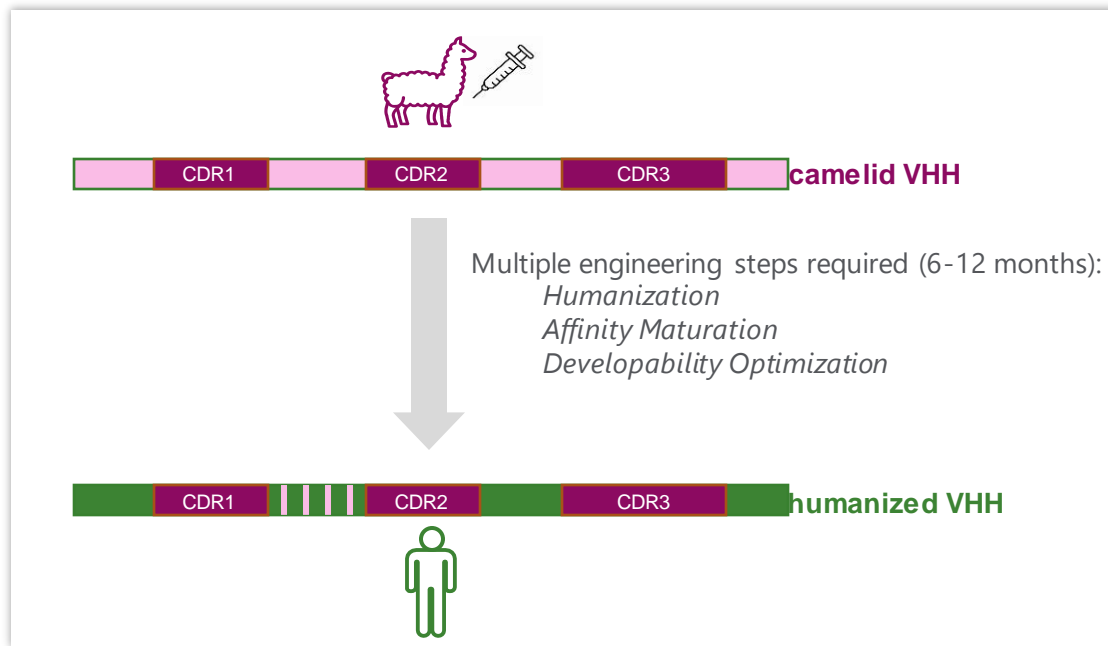 CDR1 CDR2 CDR3 camelid VHH
Multiple engineering steps required (6-12 months):
Humanization
Affinity Maturation
Developability Optimization
CDR1 CDR2 CDR3 humanized VHH